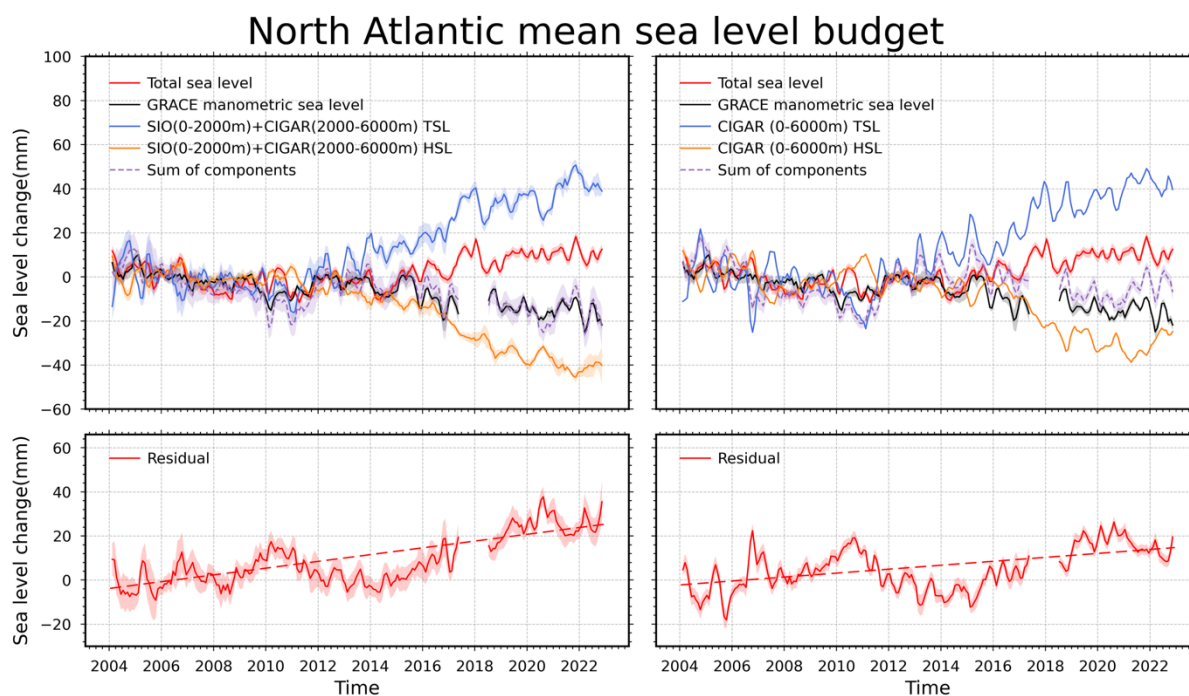 North Atlantic mean sea level budget
Sea level change(mm)
100
80
60
40
20
0
−20
−40
−60
Total sea level
GRACE manometric sea level
SIO(0-2000m)+CIGAR(2000-6000m) TSL
SIO(0-2000m)+CIGAR(2000-6000m) HSL
Sum of components
Total sea level
GRACE manometric sea level
CIGAR (0-6000m) TSL
CIGAR (0-6000m) HSL
Sum of components
Sea level change(mm)
60
40
20
0
−20
Residual
2004 2006 2008 2010 2012 2014 2016 2018 2020 2022
Time
Residual
2004 2006 2008 2010 2012 2014 2016 2018 2020 2022
Time